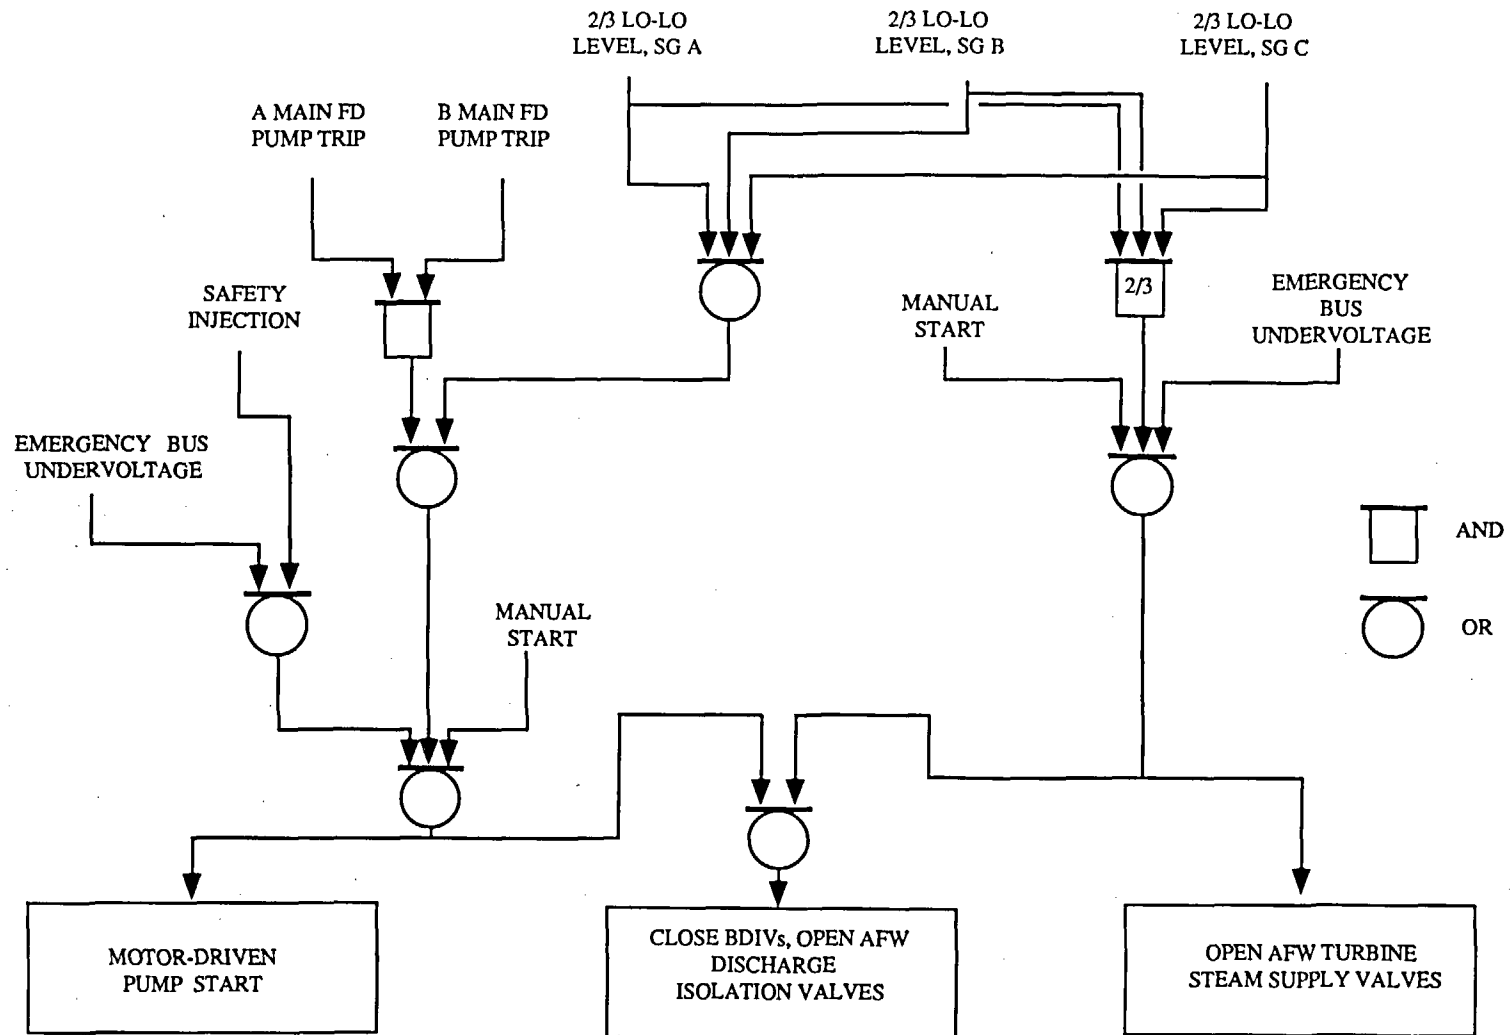 2/3 LO-LO
LEVEL, SG A
2/3 LO-LO
LEVEL, SG B
2/3 LO-LO
LEVEL, SG C
A MAIN FD
PUMP TRIP
B MAIN FD
PUMP TRIP
SAFETY
INJECTION
2/3
MANUAL
START
EMERGENCY
BUS
UNDERVOLTAGE
EMERGENCY BUS
UNDERVOLTAGE
AND
OR
MANUAL
START
MOTOR-DRIVEN
PUMP START
CLOSE BDIVs, OPEN AFW
DISCHARGE
ISOLATION VALVES
OPEN AFW TURBINE
STEAM SUPPLY VALVES